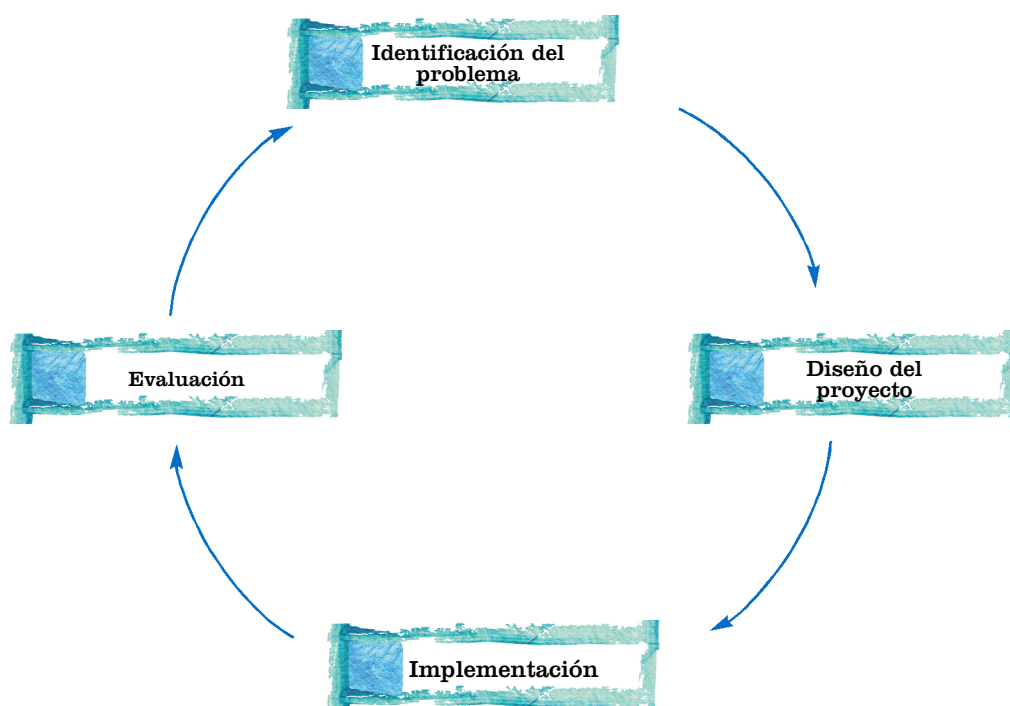 Identificación del
problema
Diseño del
proyecto
Implementación
Evaluación